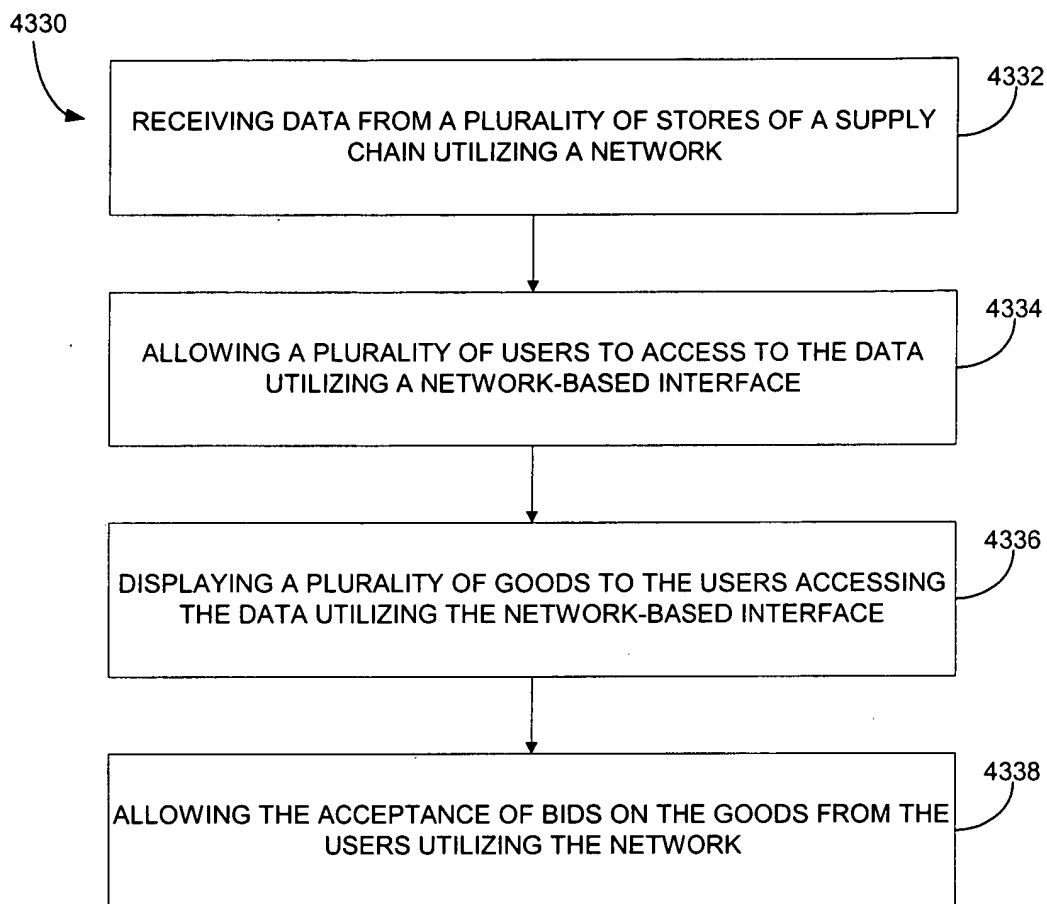 4330
4332
RECEIVING DATA FROM A PLURALITY OF STORES OF A SUPPLY
CHAIN UTILIZING A NETWORK
4334
ALLOWING A PLURALITY OF USERS TO ACCESS TO THE DATA
UTILIZING A NETWORK-BASED INTERFACE
4336
DISPLAYING A PLURALITY OF GOODS TO THE USERS ACCESSING
THE DATA UTILIZING THE NETWORK-BASED INTERFACE
4338
ALLOWING THE ACCEPTANCE OF BIDS ON THE GOODS FROM THE
USERS UTILIZING THE NETWORK